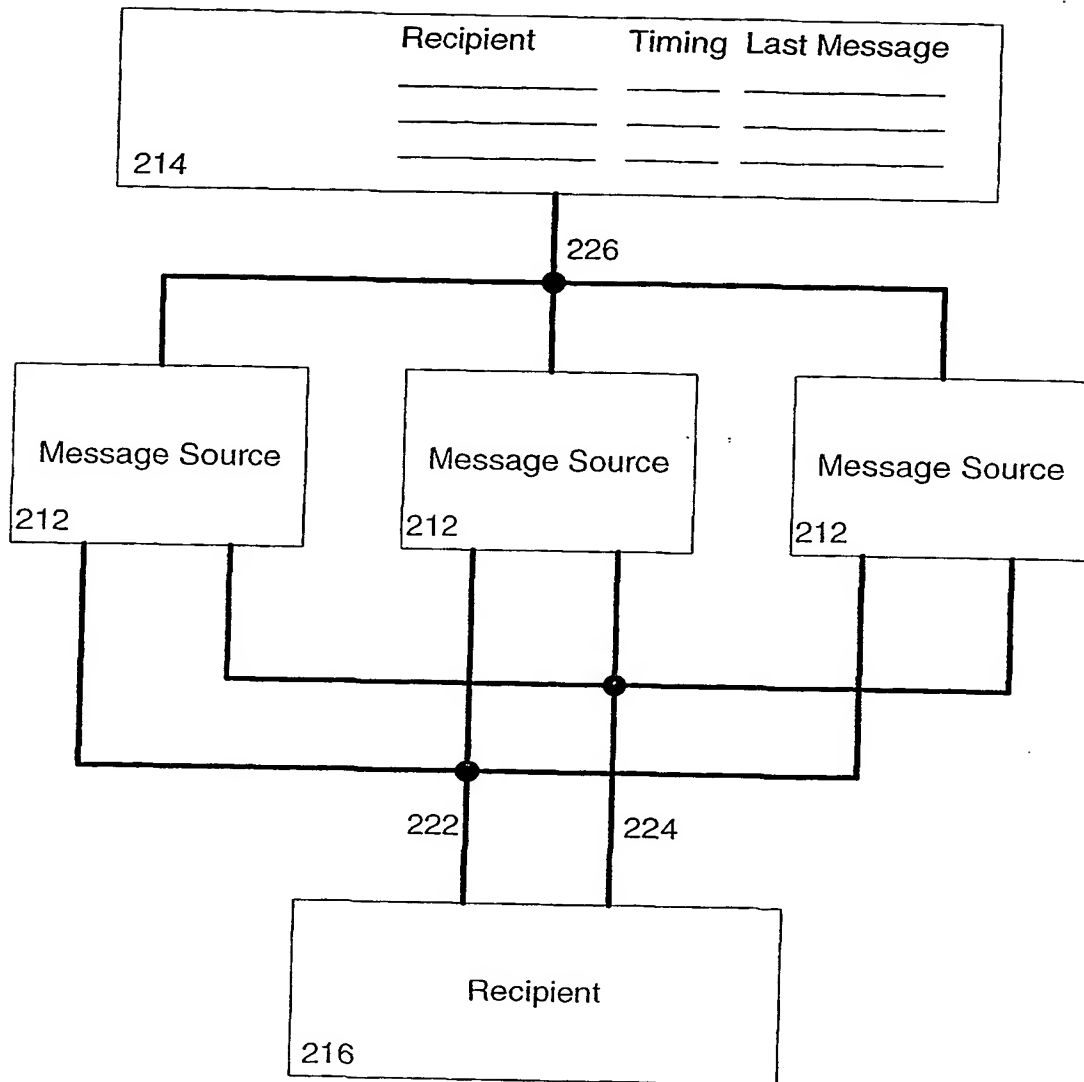 Recipient Timing Last Message
214
226
Message Source
212
Message Source
212
Message Source
212
222
224
Recipient
216